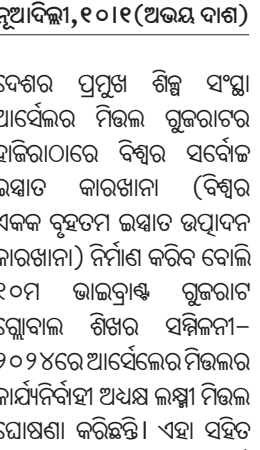 ନୂଆଦିଲ୍ଲୀ,୧୦।୧(ଅଭୟ ଦାଶ)
ଦେଶର ପ୍ରମୁଖ ଶିଳ୍ପ ସଂସ୍ଥା
ଆର୍ସେଲର ମିତ୍ତଲ ଗୁଜରାଟର
ହାଜିରାଠାରେ ବିଶ୍ୱର ସର୍ବୋଚ୍ଚ
ଇସ୍ପାତ କାରଖାନା (ବିଶ୍ୱର
ଏକକ ବୃହତମ ଇସ୍ପାତ ଉତ୍ପାଦନ
କାରଖାନା) ନିର୍ମାଣ କରିବ ବୋଲି
୧୦ମ ଭାଇବ୍ରାଣ୍ଟ ଗୁଜରାଟ
ଗ୍ଲୋବାଲ ଶିଖର ସମ୍ମିଳନୀ–
୨୦୨୪ରେ ଆର୍ସେଲେର ମିତ୍ତଲର
କାର୍ଯ୍ୟନିର୍ବାହୀ ଅଧ୍ୟକ୍ଷ ଲକ୍ଷ୍ମୀ ମିତ୍ତଲ
ଘୋଷଣା କରିଛନ୍ତି। ଏହା ସହିତ